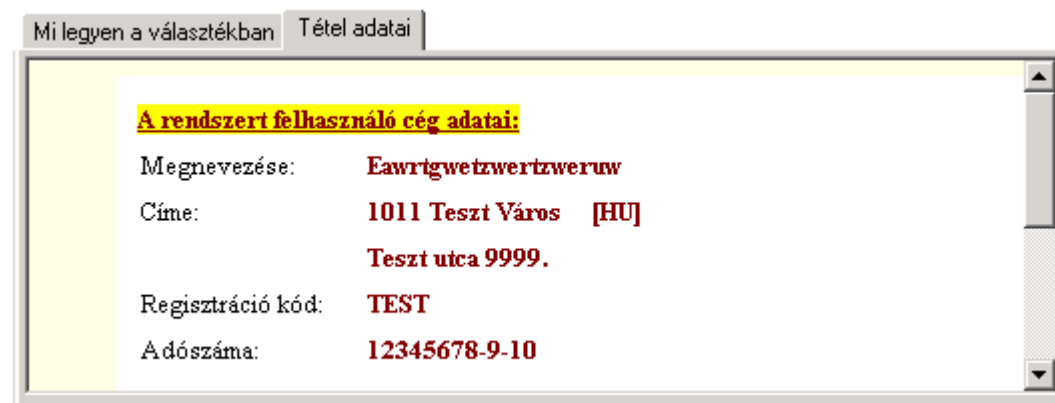 Mi legyen a választékban Tétel adatai
A rendszert felhasználó cég adatai:
Megnevezése: Eawrtgwetzwertzweruw
Címe: 1011 Teszt Város [HU]
Teszt utca 9999.
Regisztráció kód: TEST
Adószáma: 12345678-9-10